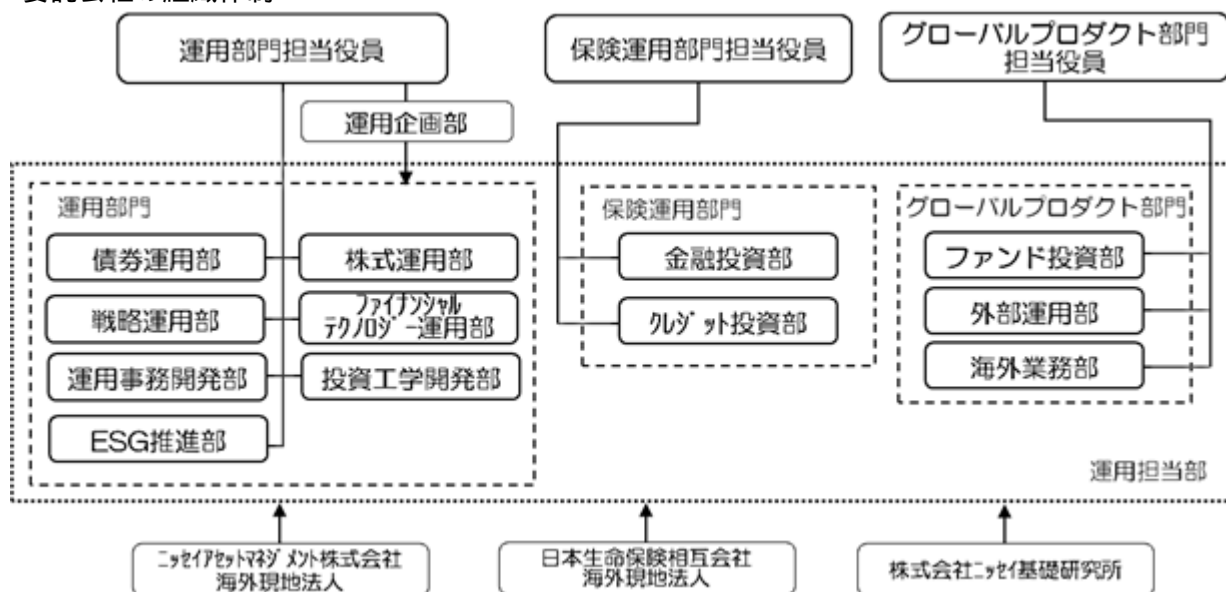 運用部門担当役員
保険運用部門担当役員
グローバルプロダクト部門
担当役員
運用企画部
運用部門
債券運用部
株式運用部
戦略運用部
ファイナンシャル
テクノロジー運用部
運用事務開発部
投資工学開発部
ESG推進部
保険運用部門
金融投資部
クレジット投資部
グローバルプロダクト部門
ファンド投資部
外部運用部
海外業務部
運用担当部
ニッセイアセットマネジメント株式会社
海外現地法人
日本生命保険相互会社
海外現地法人
株式会社ニッセイ基礎研究所